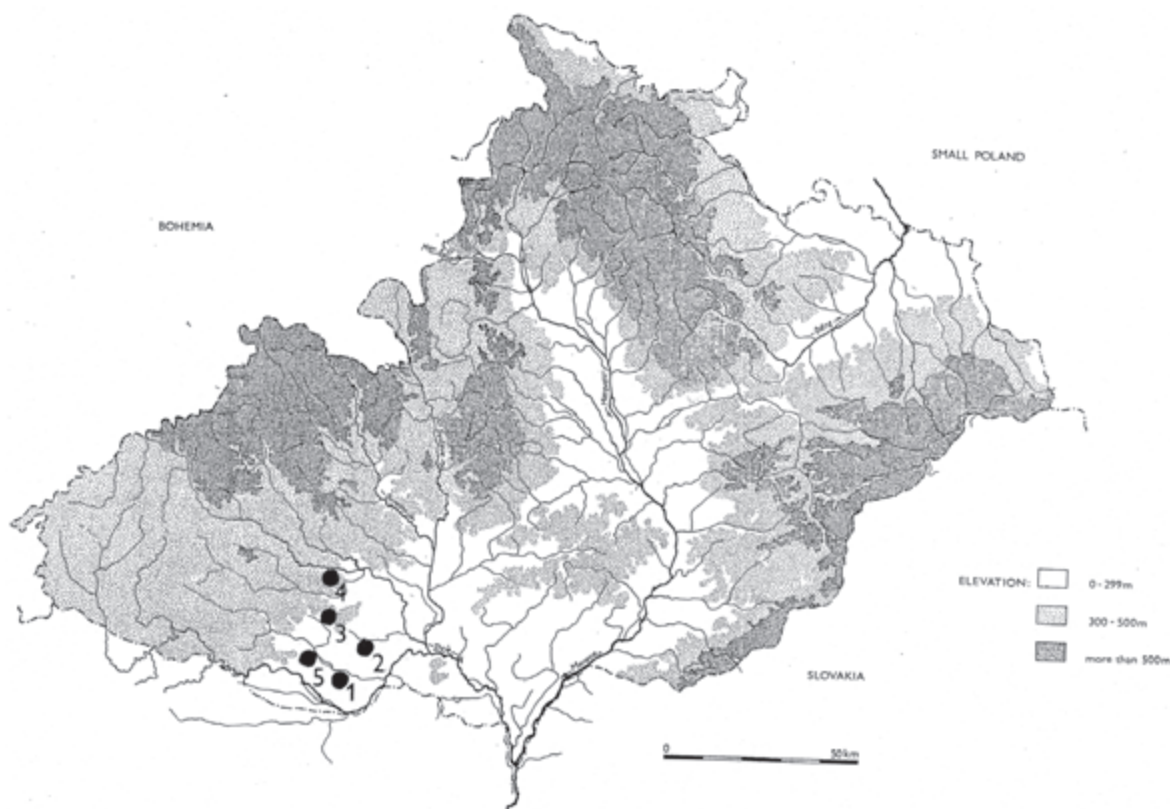 SMALL POLAND
BOHEMIA
ELEVATION: 0-299m
300-500m
more than 500m
SLOVAKIA
4
3
2
5
1
0 50km